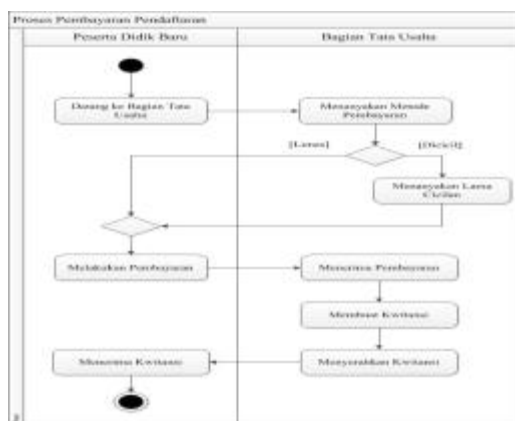 Proses Pembayaran Pendaftaran
Peserta Didik Baru
Bagian Tata Usaha
Datang ke Bagian Tata
Usaha
Menanyakan Metode
Pembayaran
[Lunas]
[Dicicil]
Menanyakan Lama
Cicilan
Melakukan Pembayaran
Menerima Pembayaran
Membuat Kwitansi
Menerima Kwitansi
Menyerahkan Kwitansi